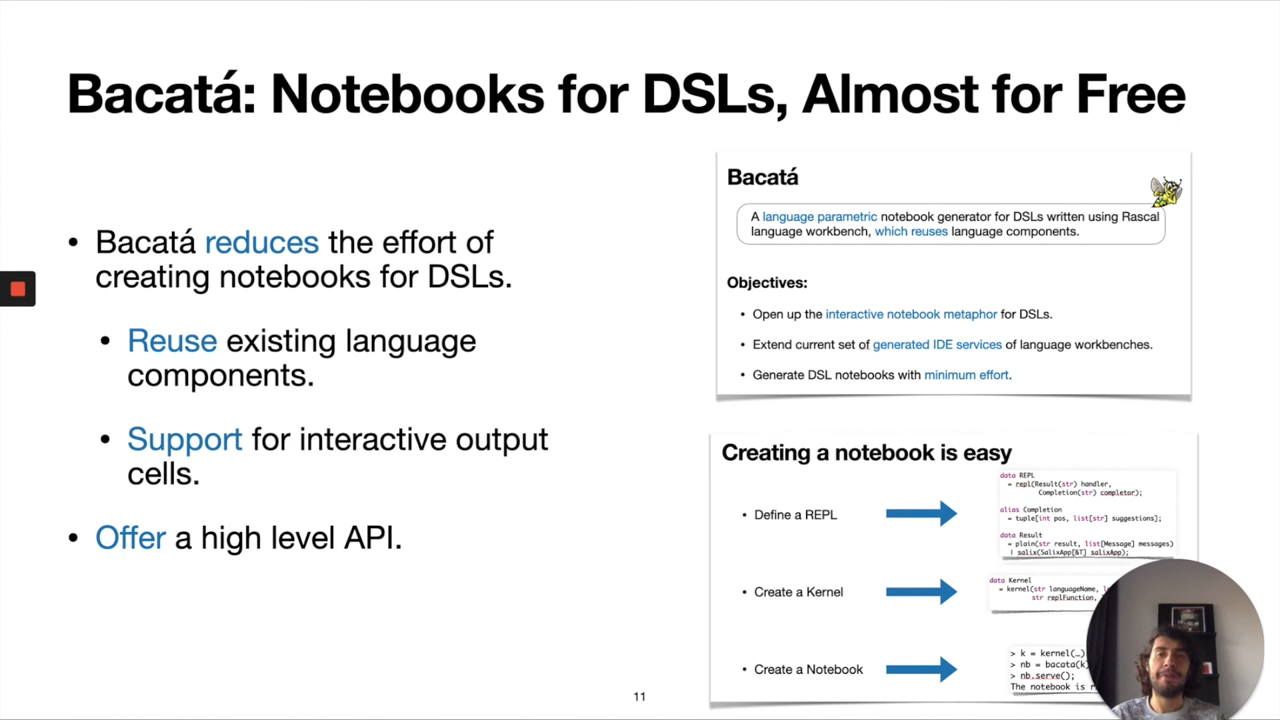 Bacatá: Notebooks for DSLs, Almost for Free
• Bacatá reduces the effort of
creating notebooks for DSLs.
• Reuse existing language
components.
• Support for interactive output
cells.
• Offer a high level API.
Bacatá
A language parametric notebook generator for DSLs written using Rascal
language workbench, which reuses language components.
Objectives:
• Open up the interactive notebook metaphor for DSLs.
• Extend current set of generated IDE services of language workbenches.
• Generate DSL notebooks with minimum effort.
Creating a notebook is easy
• Define a REPL
data REPL
= repl(Result(str) handler,
Completion(str) completor);
alias Completion
= tuple[int pos, list[str] suggestions];
data Result
= plain(str result, list[Message] messages)
| salix(SalixApp[&T] salixApp);
• Create a Kernel
data Kernel
= kernel(str languageName,
str replFunction,
• Create a Notebook
> k = kernel(…)
> nb = bacata(k)
> nb.serve();
The notebook is
11